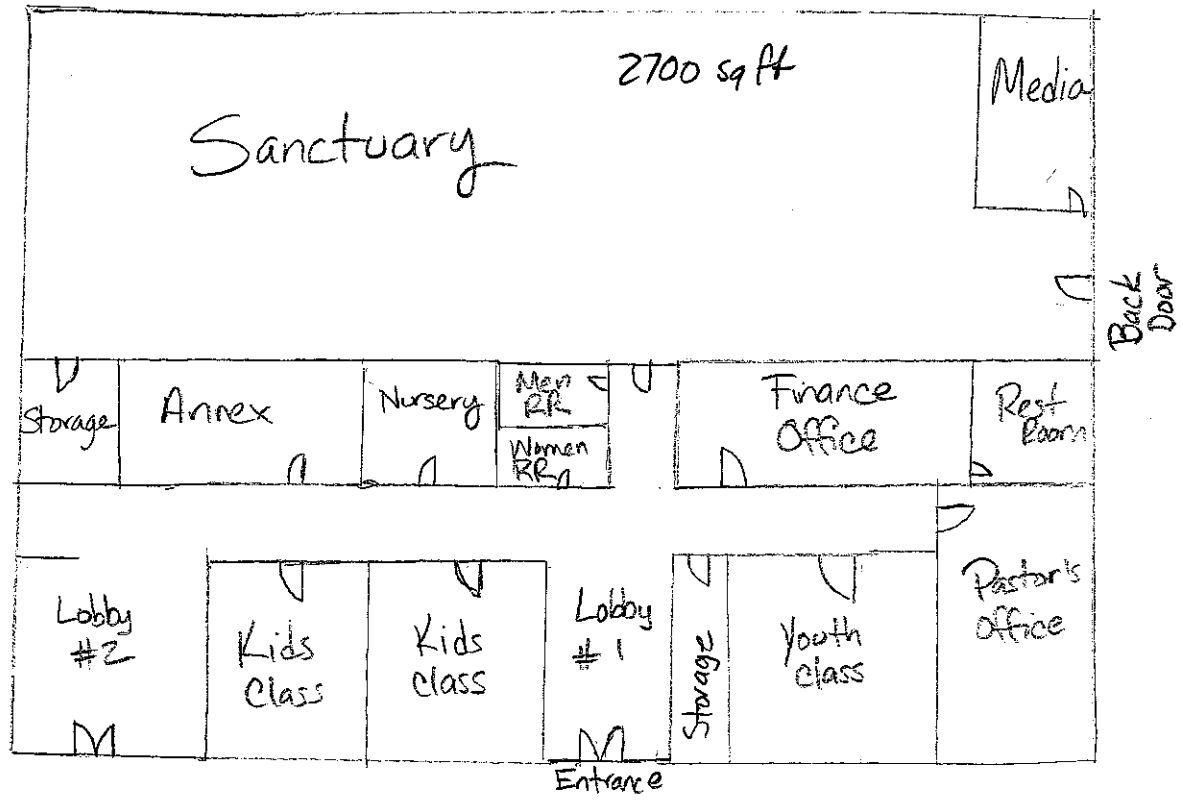 2700 sq ft
Media
Sanctuary
Back
Door
Storage
Annex
Nursery
Men
RR
Women
RR
Finance
Office
Rest
Room
Lobby
#2
Kids
Class
Kids
class
Lobby
#1
Storage
Youth
class
Pastor's
office
Entrance